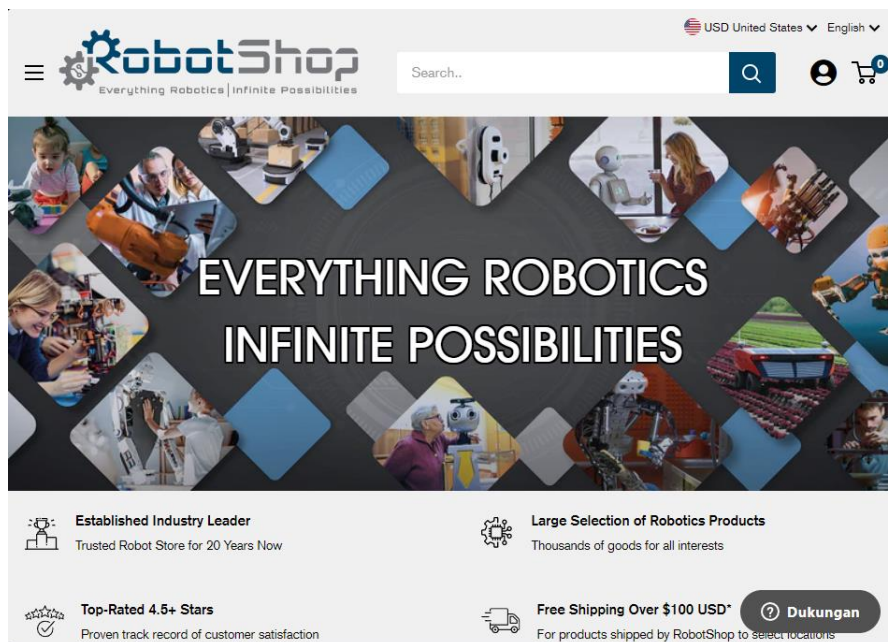 USD United States English
RobotShop
Everything Robotics|Infinite Possibilities
Search..
0
EVERYTHING ROBOTICS
INFINITE POSSIBILITIES
Established Industry Leader
Trusted Robot Store for 20 Years Now
Large Selection of Robotics Products
Thousands of goods for all interests
Top-Rated 4.5+ Stars
Proven track record of customer satisfaction
Free Shipping Over $100 USD*
For products shipped by RobotShop to select locations
Dukungan